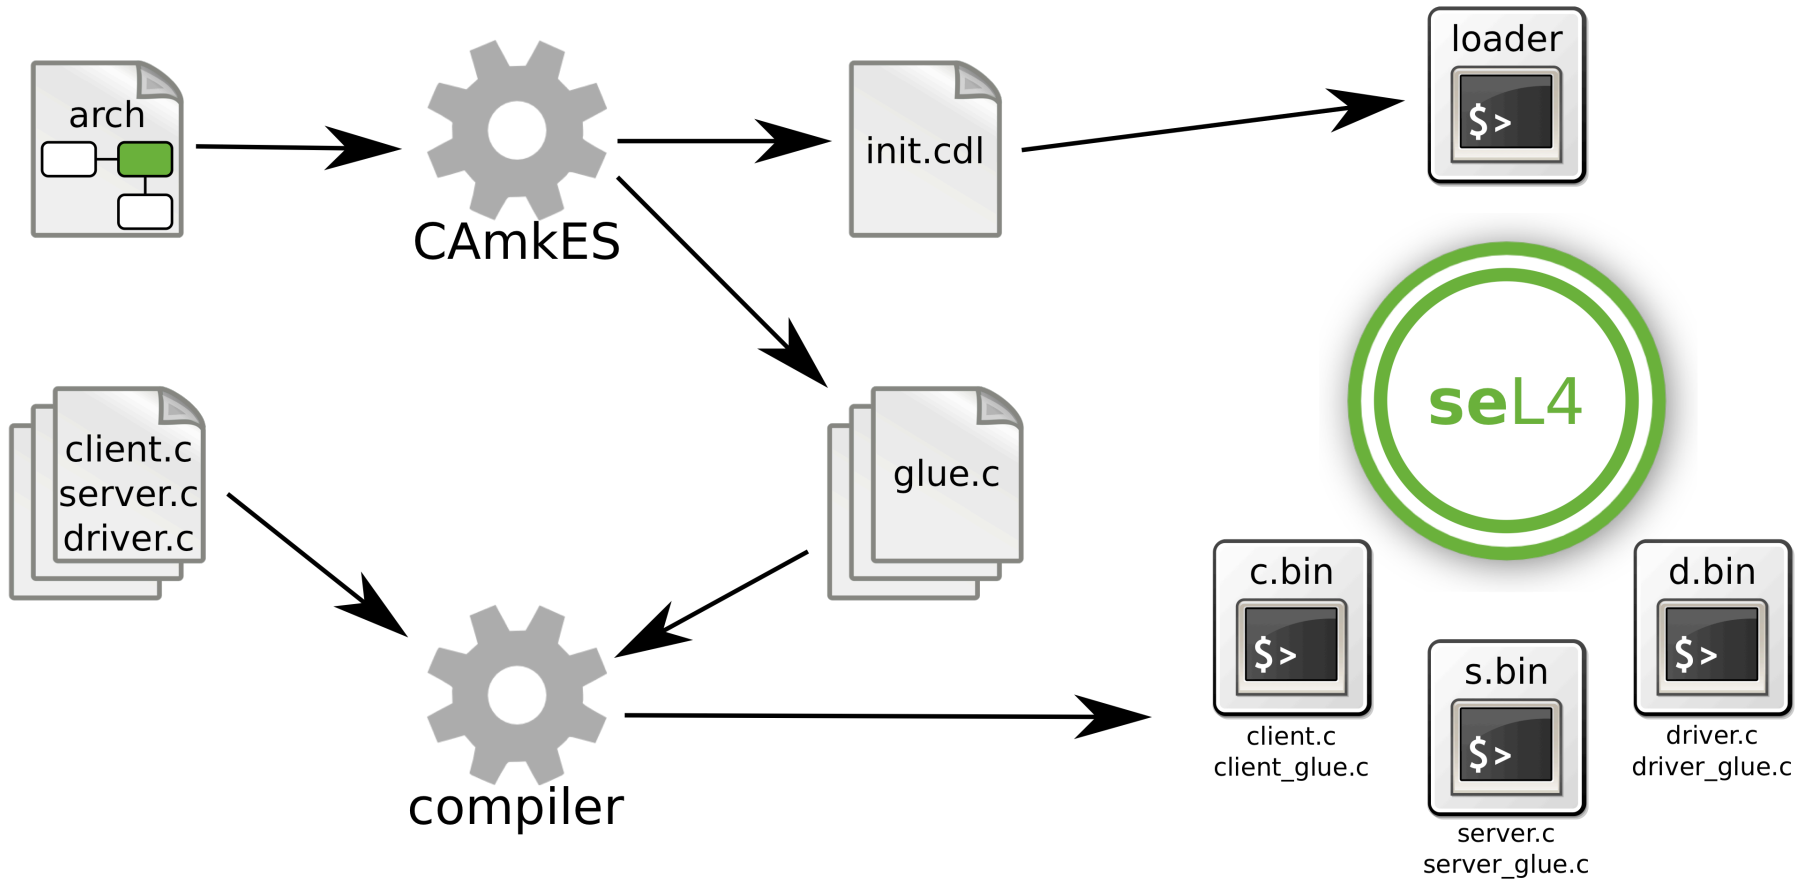 arch
CAmkES
init.cdl
loader
$>
client.c
server.c
driver.c
glue.c
seL4
compiler
c.bin
$>
client.c
client_glue.c
s.bin
$>
server.c
server_glue.c
d.bin
$>
driver.c
driver_glue.c